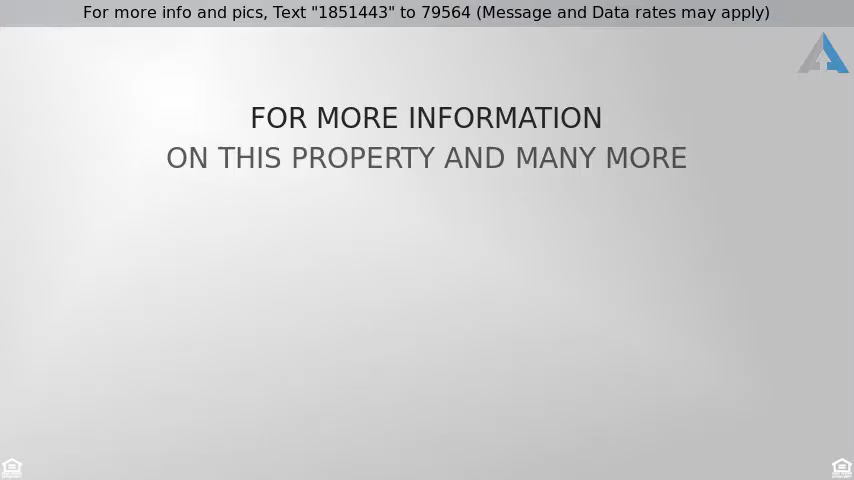 For more info and pics, Text "1851443" to 79564 (Message and Data rates may apply)
FOR MORE INFORMATION
ON THIS PROPERTY AND MANY MORE